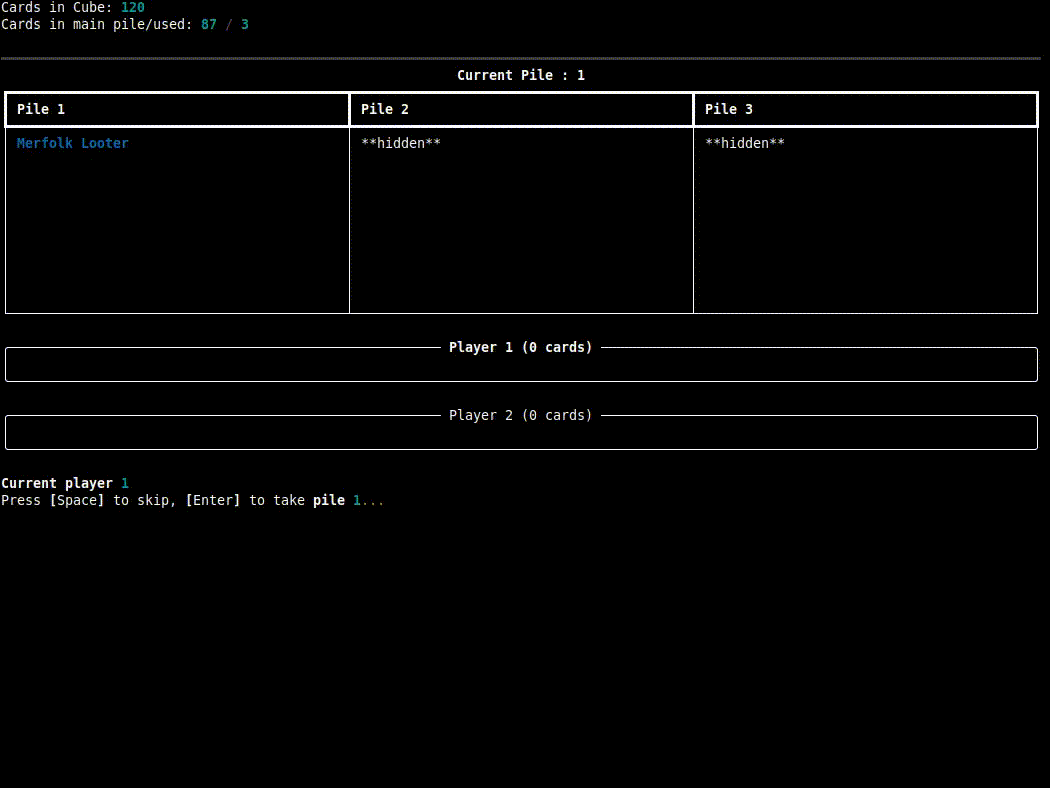 Cards in Cube: 120
Cards in main pile/used: 87 / 3
Current Pile : 1
Pile 1 Pile 2 Pile 3
Merfolk Looter **hidden** **hidden**
Player 1 (0 cards)
Player 2 (0 cards)
Current player 1
Press [Space] to skip, [Enter] to take pile 1...